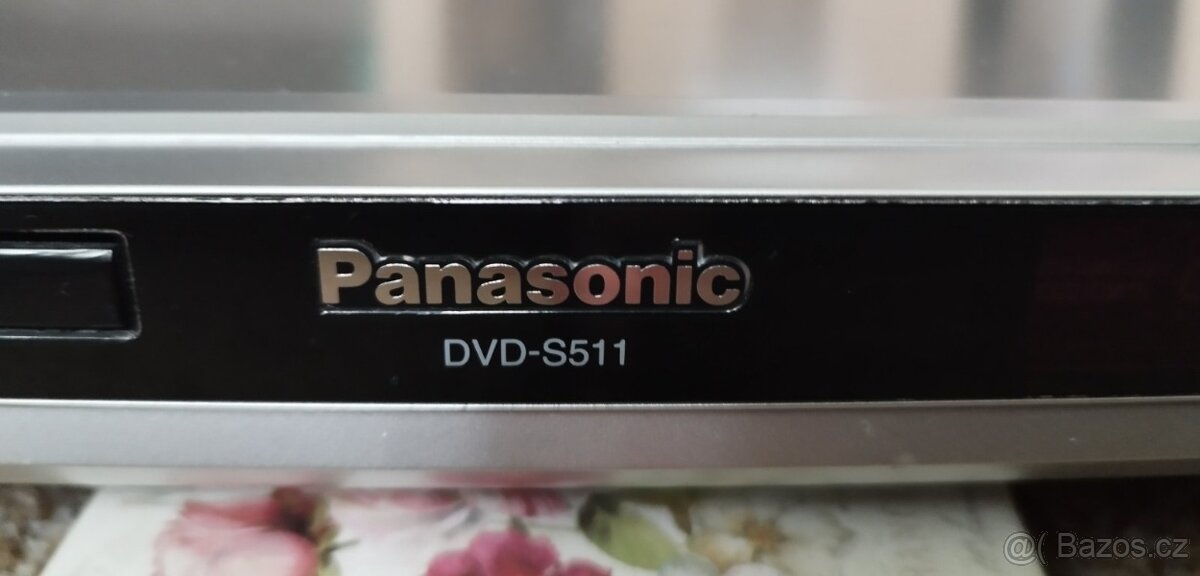 Panasonic
DVD-S511
@( Bazos.cz